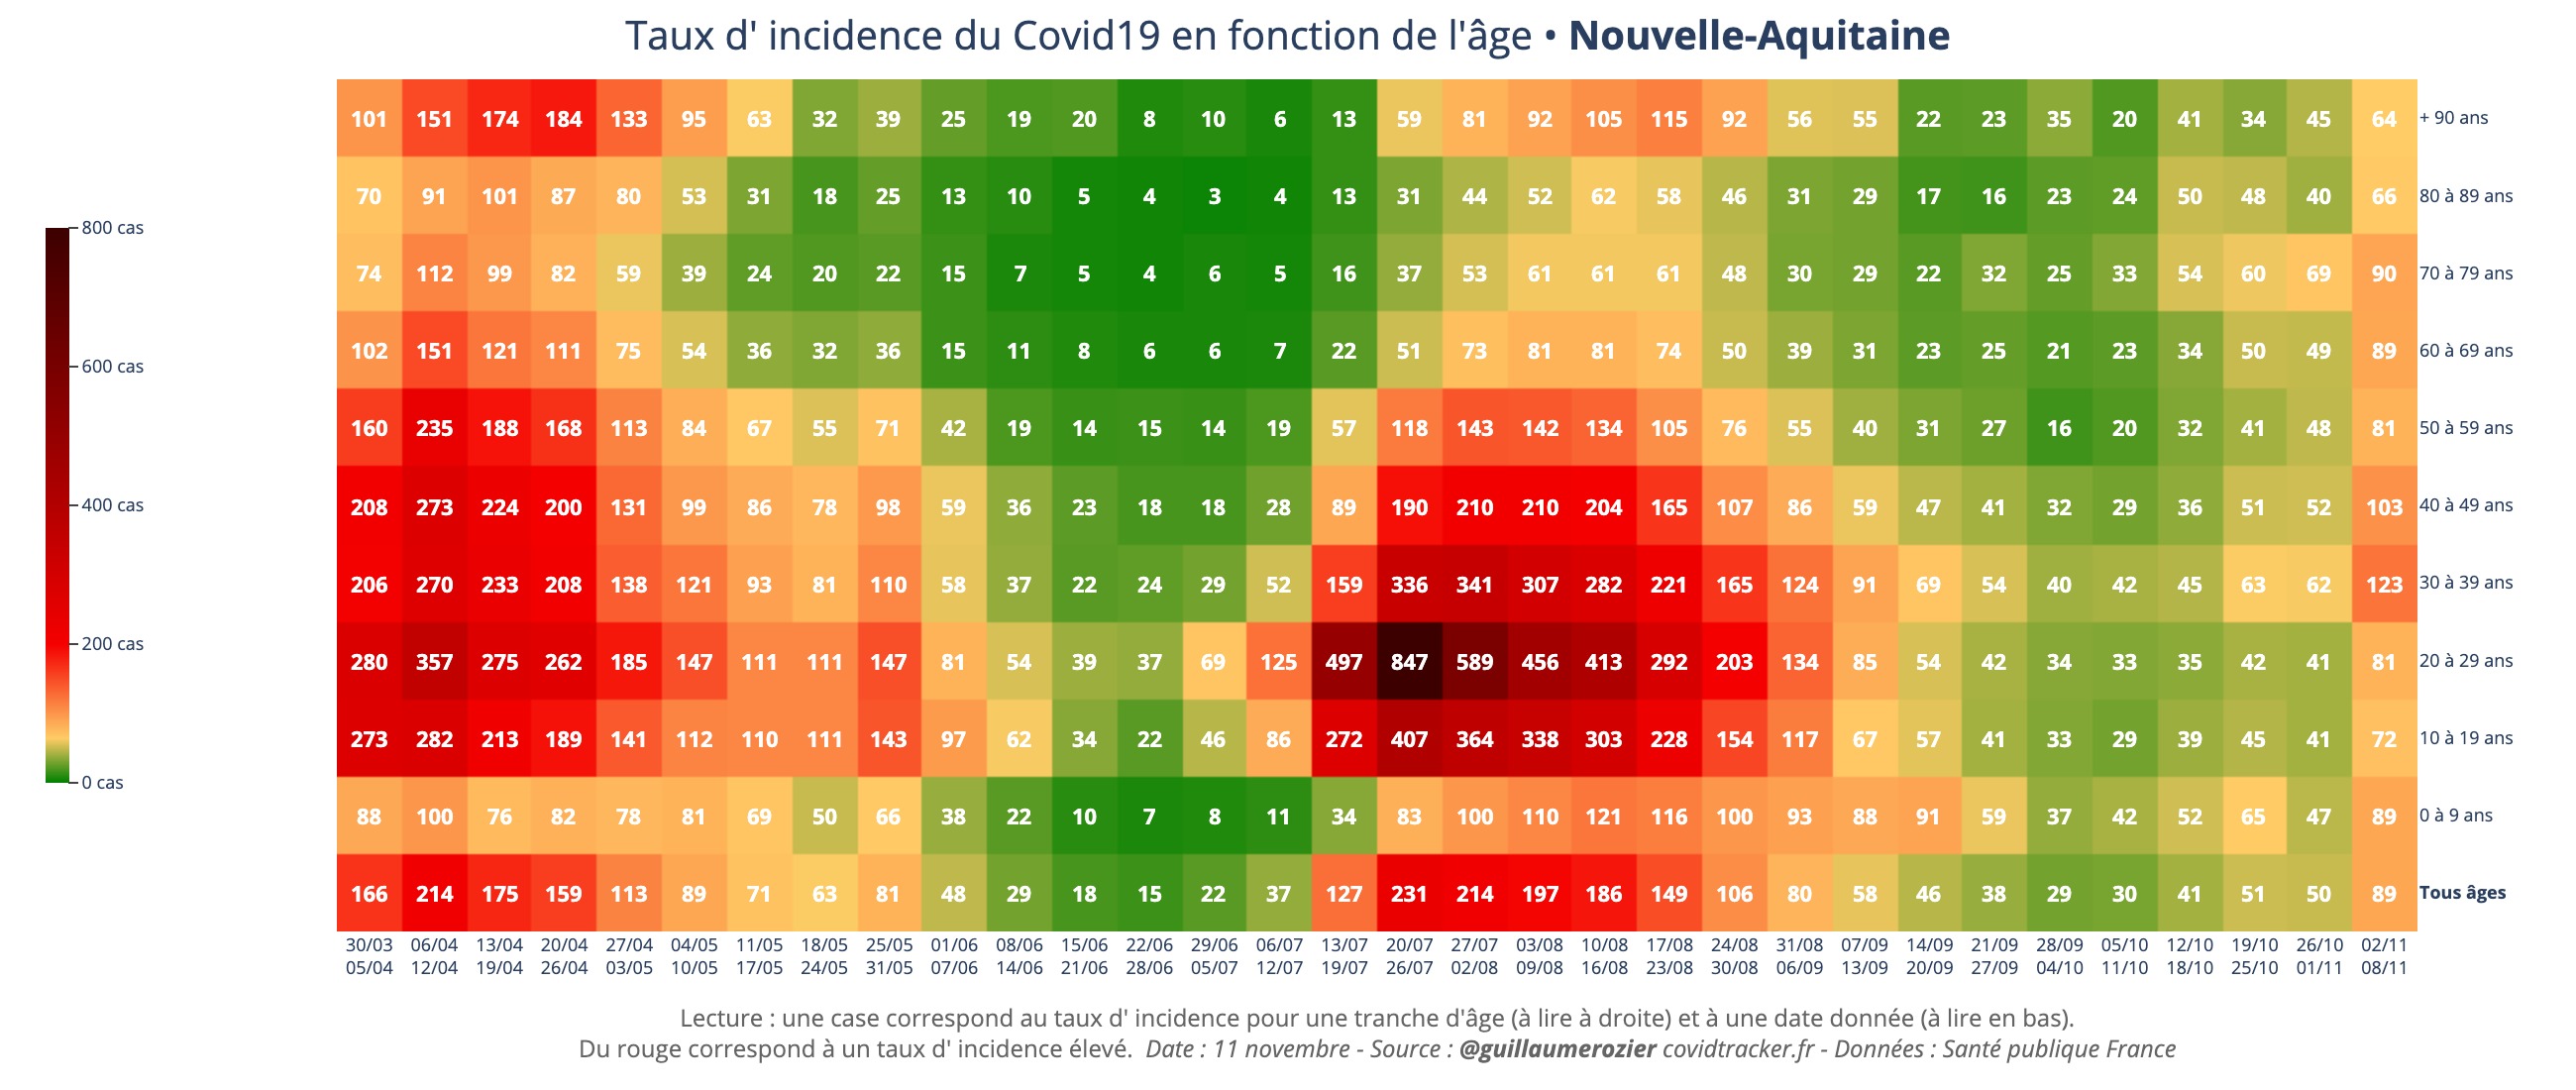 Taux d' incidence du Covid19 en fonction de l'âge • Nouvelle-Aquitaine
800 cas
600 cas
400 cas
200 cas
0 cas
101 151 174 184 133 95 63 32 39 25 19 20 8 10 6 13 59 81 92 105 115 92 56 55 22 23 35 20 41 34 45 64 + 90 ans
70 91 101 87 80 53 31 18 25 13 10 5 4 3 4 13 31 44 52 62 58 46 31 29 17 16 23 24 50 48 40 66 80 à 89 ans
74 112 99 82 59 39 24 20 22 15 7 5 4 6 5 16 37 53 61 61 61 48 30 29 22 32 25 33 54 60 69 90 70 à 79 ans
102 151 121 111 75 54 36 32 36 15 11 8 6 6 7 22 51 73 81 81 74 50 39 31 23 25 21 23 34 50 49 89 60 à 69 ans
160 235 188 168 113 84 67 55 71 42 19 14 15 14 19 57 118 143 142 134 105 76 55 40 31 27 16 20 32 41 48 81 50 à 59 ans
208 273 224 200 131 99 86 78 98 59 36 23 18 18 28 89 190 210 210 204 165 107 86 59 47 41 32 29 36 51 52 103 40 à 49 ans
206 270 233 208 138 121 93 81 110 58 37 22 24 29 52 159 336 341 307 282 221 165 124 91 69 54 40 42 45 63 62 123 30 à 39 ans
280 357 275 262 185 147 111 111 147 81 54 39 37 69 125 497 847 589 456 413 292 203 134 85 54 42 34 33 35 42 41 81 20 à 29 ans
273 282 213 189 141 112 110 111 143 97 62 34 22 46 86 272 407 364 338 303 228 154 117 67 57 41 33 29 39 45 41 72 10 à 19 ans
88 100 76 82 78 81 69 50 66 38 22 10 7 8 11 34 83 100 110 121 116 100 93 88 91 59 37 42 52 65 47 89 0 à 9 ans
166 214 175 159 113 89 71 63 81 48 29 18 15 22 37 127 231 214 197 186 149 106 80 58 46 38 29 30 41 51 50 89 Tous âges
30/03 06/04 13/04 20/04 27/04 04/05 11/05 18/05 25/05 01/06 08/06 15/06 22/06 29/06 06/07 13/07 20/07 27/07 03/08 10/08 17/08 24/08 31/08 07/09 14/09 21/09 28/09 05/10 12/10 19/10 26/10 02/11
05/04 12/04 19/04 26/04 03/05 10/05 17/05 24/05 31/05 07/06 14/06 21/06 28/06 05/07 12/07 19/07 26/07 02/08 09/08 16/08 23/08 30/08 06/09 13/09 20/09 27/09 04/10 11/10 18/10 25/10 01/11 08/11
Lecture : une case correspond au taux d' incidence pour une tranche d'âge (à lire à droite) et à une date donnée (à lire en bas).
Du rouge correspond à un taux d' incidence élevé. Date : 11 novembre - Source : @guillaumerozier covidtracker.fr - Données : Santé publique France